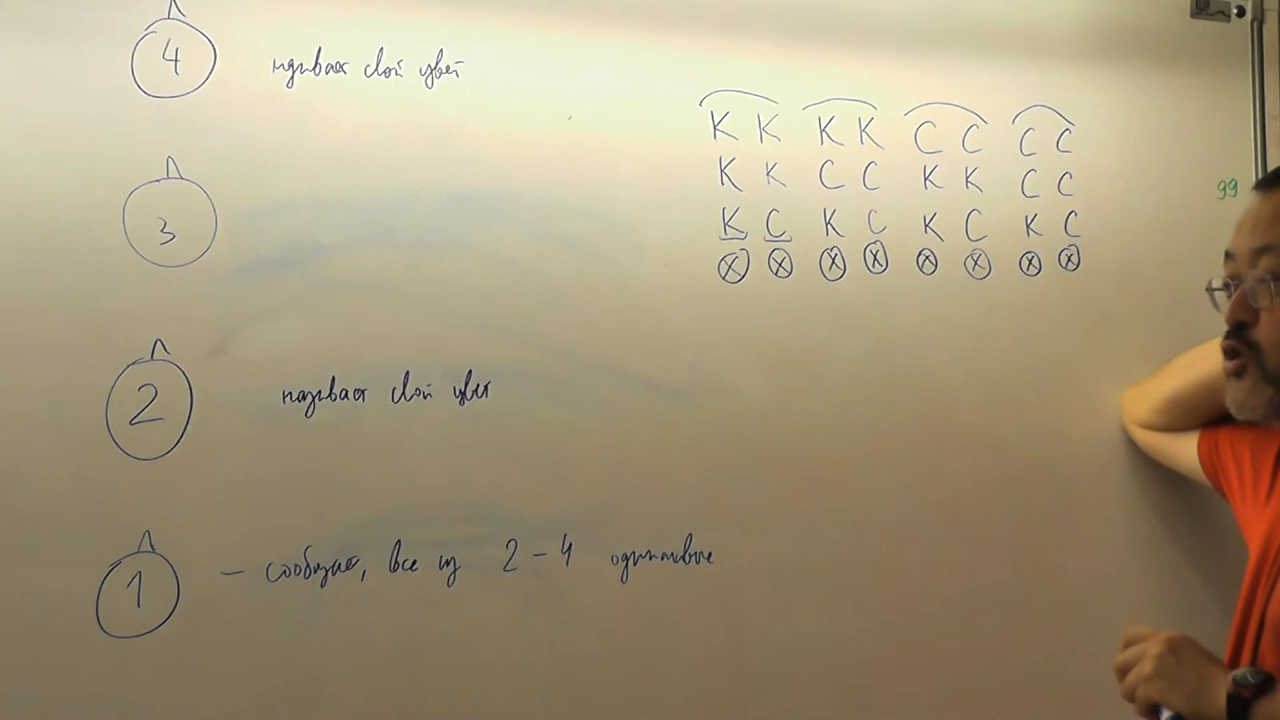 4 называет свой цвет
K K K K C C C C
K K C C K K C C
3
K C K C K C K C
X X X X X X X X
99
2 называет свой цвет
1 – сообщает, все из 2 – 4 одинаковые